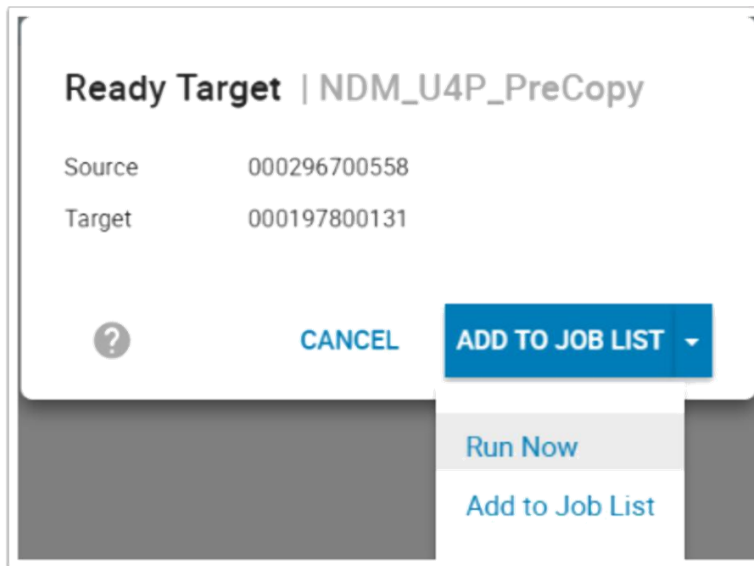 Ready Target | NDM_U4P_PreCopy
Source 000296700558
Target 000197800131
? CANCEL ADD TO JOB LIST
Run Now
Add to Job List